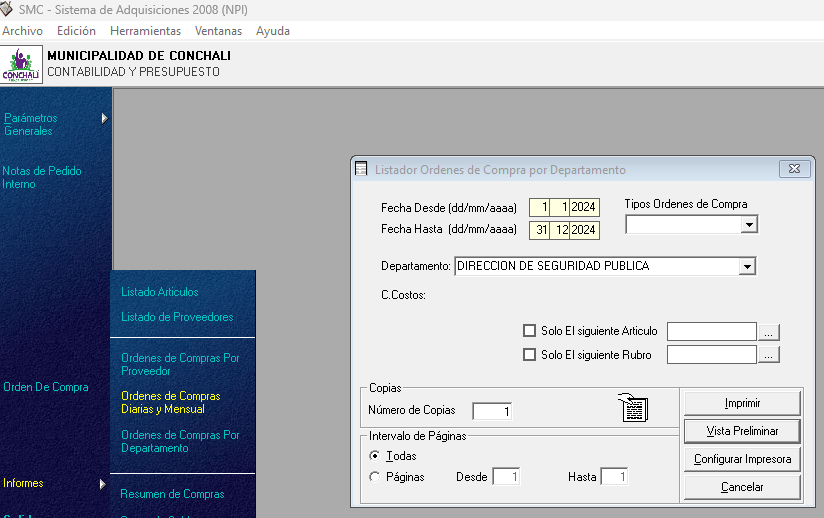 SMC - Sistema de Adquisiciones 2008 (NPI)
Archivo Edición Herramientas Ventanas Ayuda
CONCHALÍ
MUNICIPALIDAD DE CONCHALI
CONTABILIDAD Y PRESUPUESTO
Parámetros
Generales
Notas de Pedido
Interno
Orden De Compra
Informes
Listado Articulos
Listado de Proveedores
Ordenes de Compras Por
Proveedor
Ordenes de Compras
Diarias y Mensual
Ordenes de Compras Por
Departamento
Resumen de Compras
Listador Ordenes de Compra por Departamento
Fecha Desde (dd/mm/aaaa) 1 1 2024 Tipos Ordenes de Compra
Fecha Hasta (dd/mm/aaaa) 31 12 2024
Departamento: DIRECCION DE SEGURIDAD PUBLICA
C.Costos:
Solo El siguiente Articulo ...
Solo El siguiente Rubro ...
Copias
Número de Copias 1
Intervalo de Páginas
Todas
Páginas Desde 1 Hasta 1
Imprimir
Vista Preliminar
Configurar Impresora
Cancelar